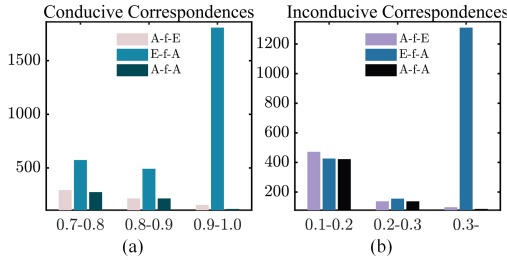 Conducive Correspondences
A-f-E
E-f-A
A-f-A
1500
1000
500
0.7-0.8 0.8-0.9 0.9-1.0
(a)
Inconducive Correspondences
A-f-E
E-f-A
A-f-A
1200
1000
800
600
400
200
0.1-0.2 0.2-0.3 0.3-
(b)